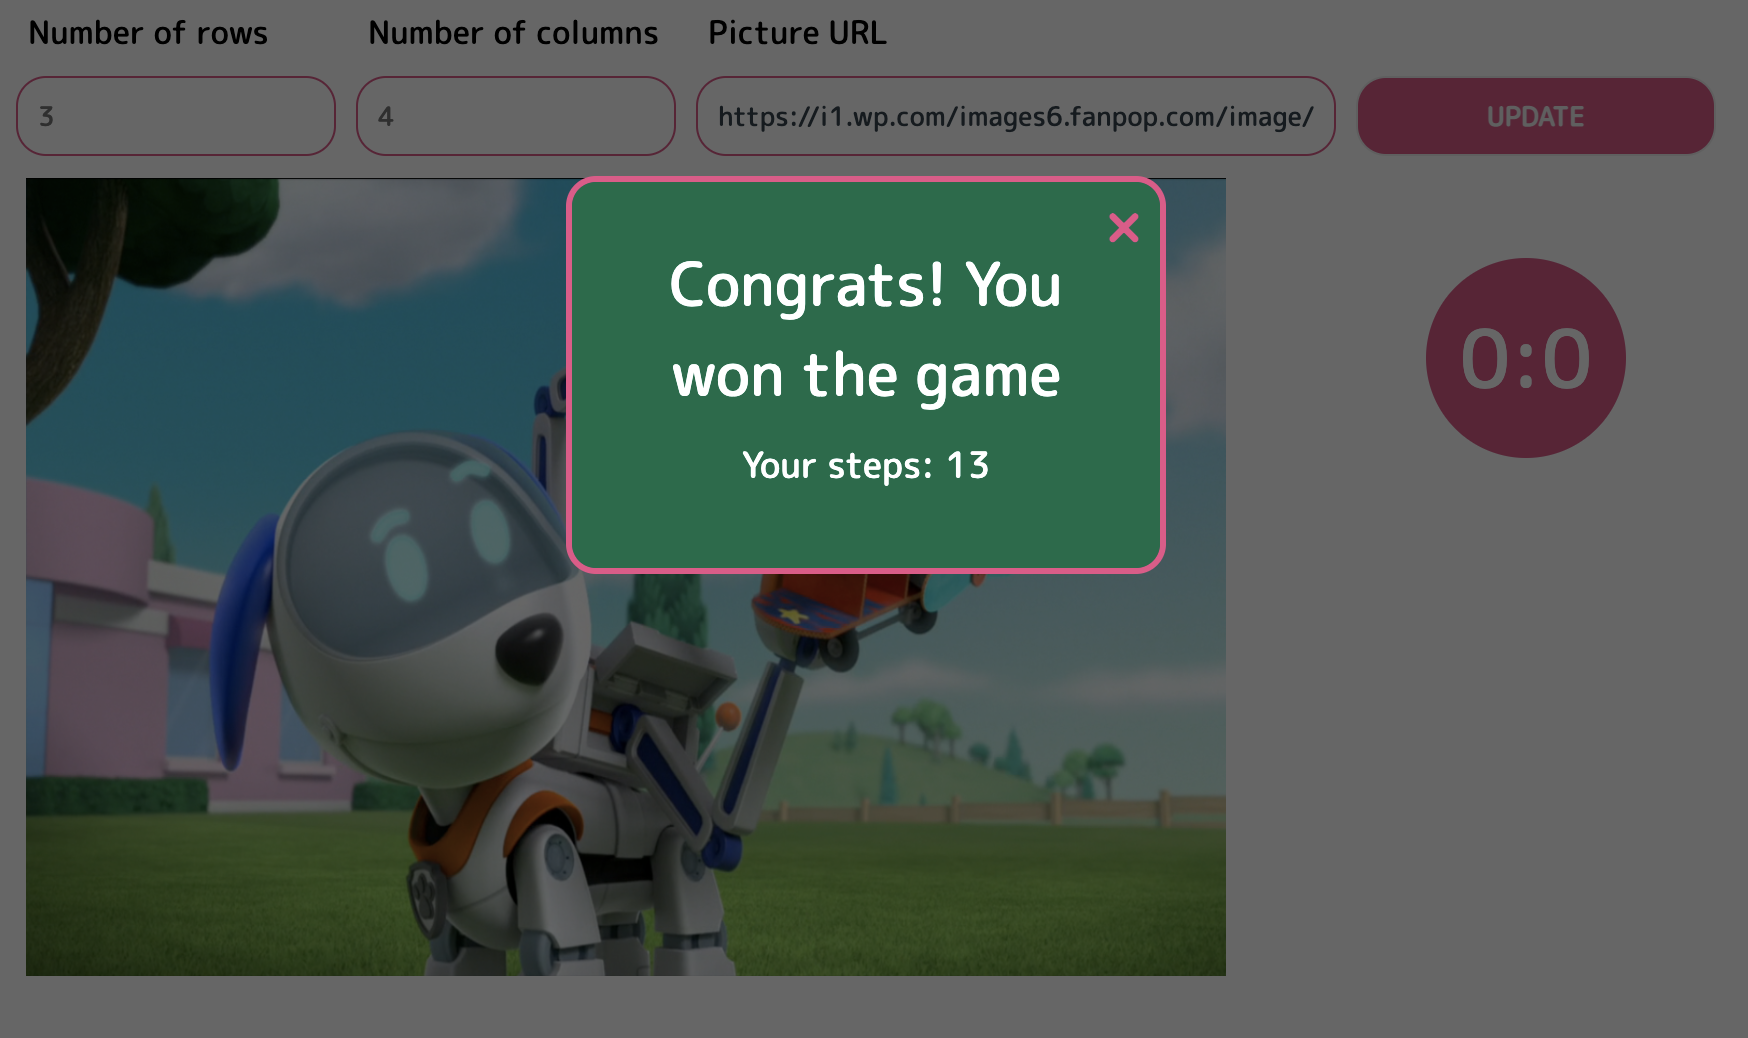 Number of rows
Number of columns
Picture URL
3
4
https://i1.wp.com/images6.fanpop.com/image/
UPDATE
Congrats! You
won the game
Your steps: 13
0:0